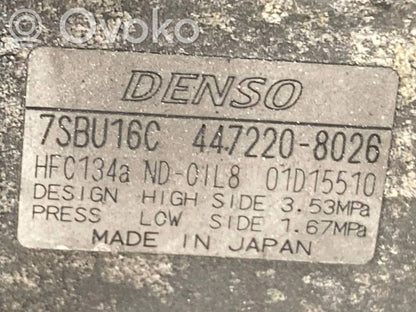 Ovoko
DENSO
7SBU16C 447220-8026
HFC134a ND-OIL8 01D15510
DESIGN HIGH SIDE 3.53MPa
PRESS LOW SIDE 1.67MPa
MADE IN JAPAN